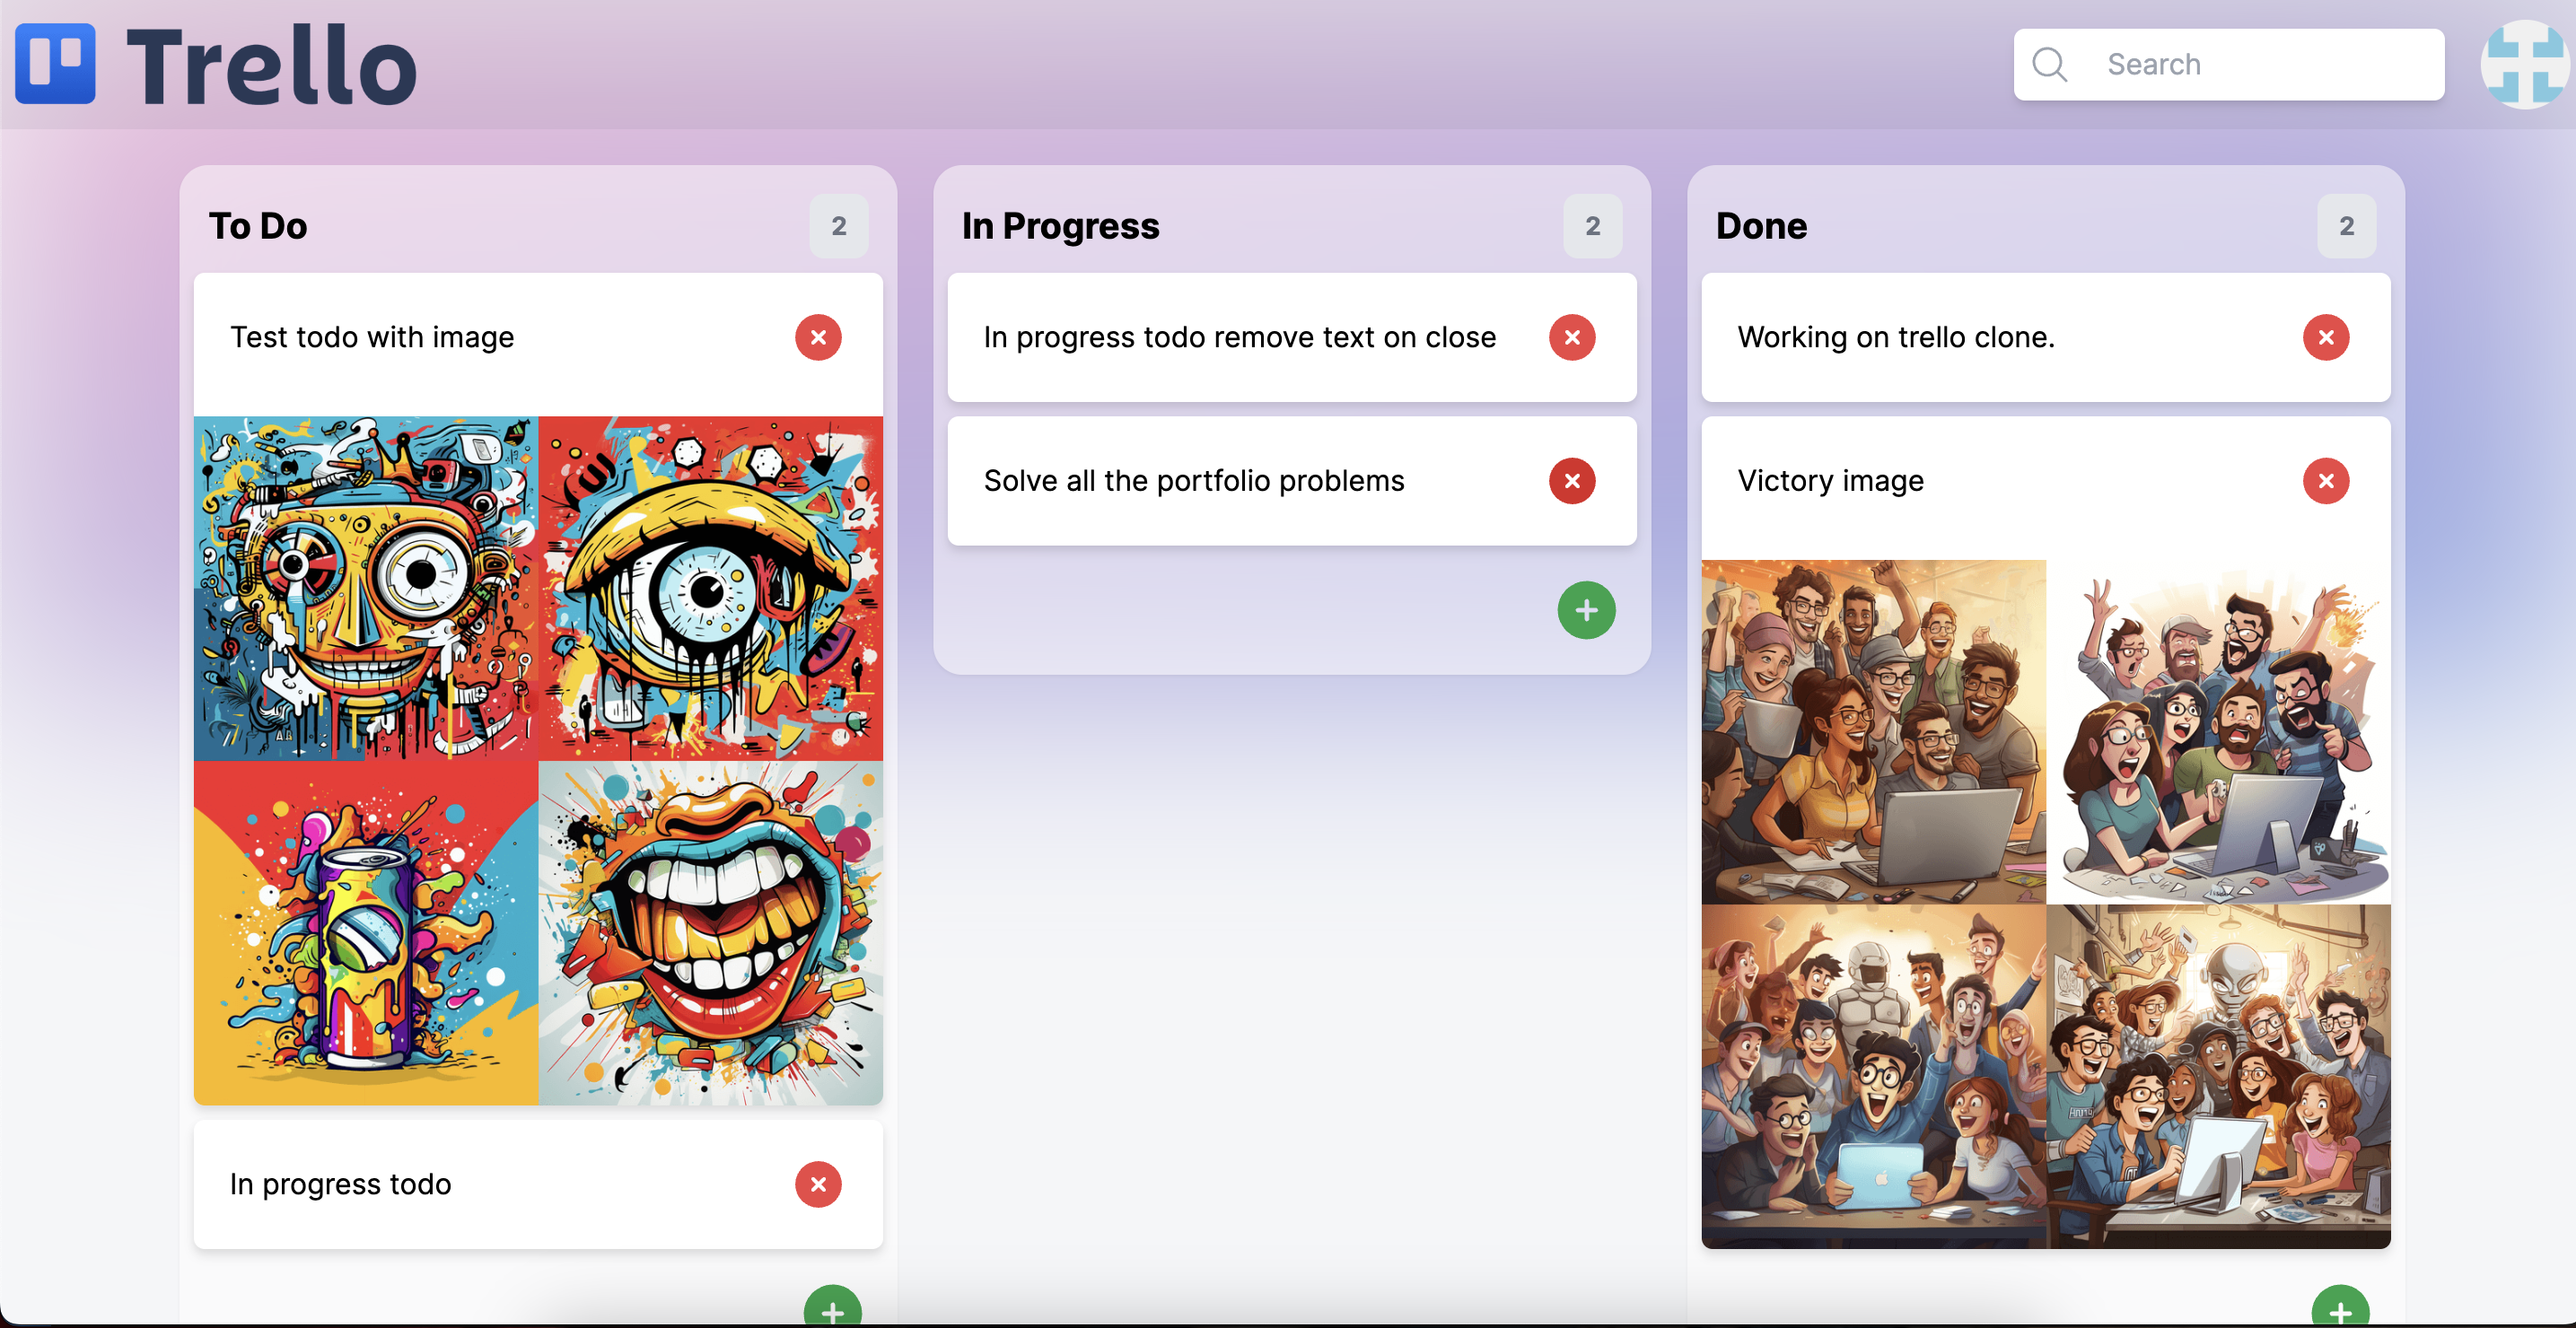 Trello
Search
To Do
2
Test todo with image
In progress todo
In Progress
2
In progress todo remove text on close
Solve all the portfolio problems
Done
2
Working on trello clone.
Victory image